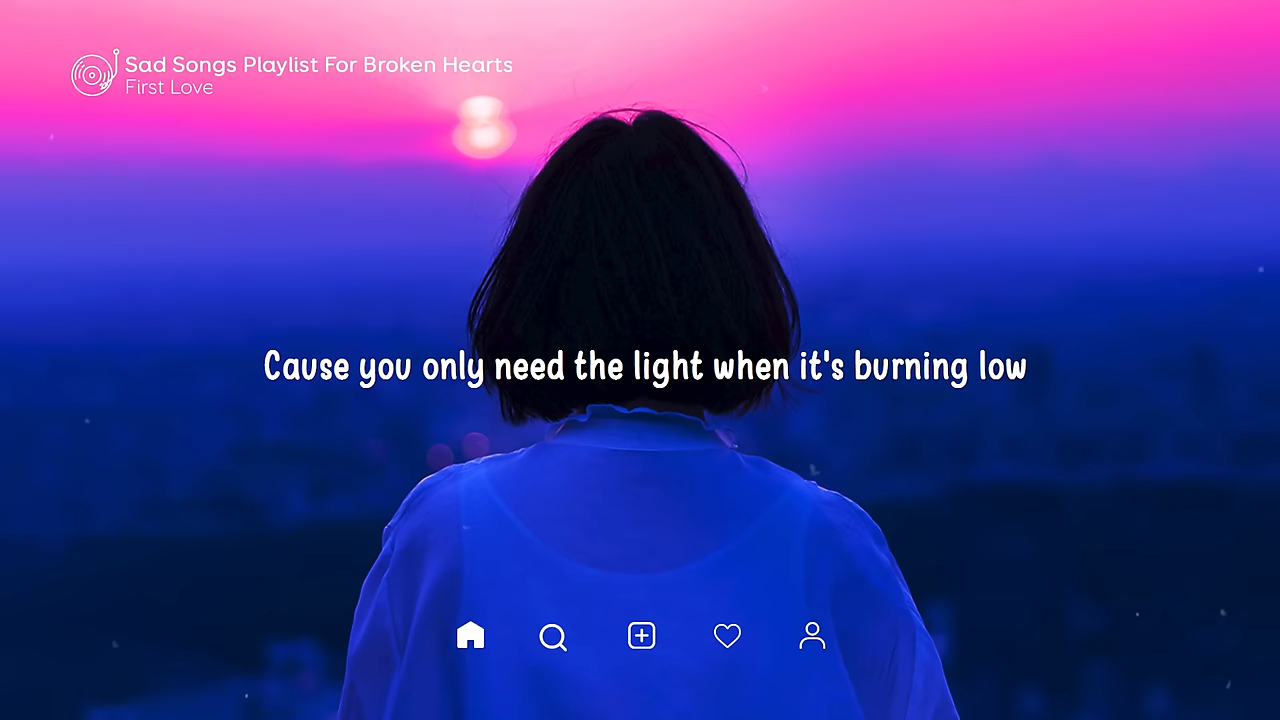 Sad Songs Playlist For Broken Hearts
First Love
Cause you only need the light when it's burning low